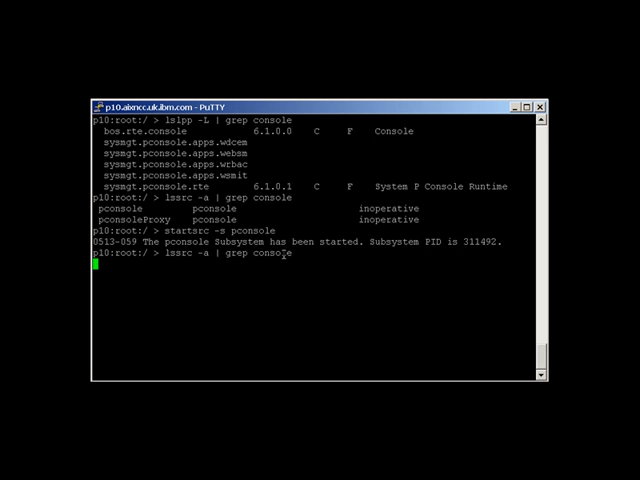 p10.aixncc.uk.ibm.com - PuTTY
p10:root:/ > lslpp -L | grep console
bos.rte.console 6.1.0.0 C F Console
sysmgt.pconsole.apps.wdcem
sysmgt.pconsole.apps.websm
sysmgt.pconsole.apps.wrbac
sysmgt.pconsole.apps.wsmit
sysmgt.pconsole.rte 6.1.0.1 C F System P Console Runtime
p10:root:/ > lssrc -a | grep console
pconsole pconsole inoperative
pconsoleProxy pconsole inoperative
p10:root:/ > startsrc -s pconsole
0513-059 The pconsole Subsystem has been started. Subsystem PID is 311492.
p10:root:/ > lssrc -a | grep console